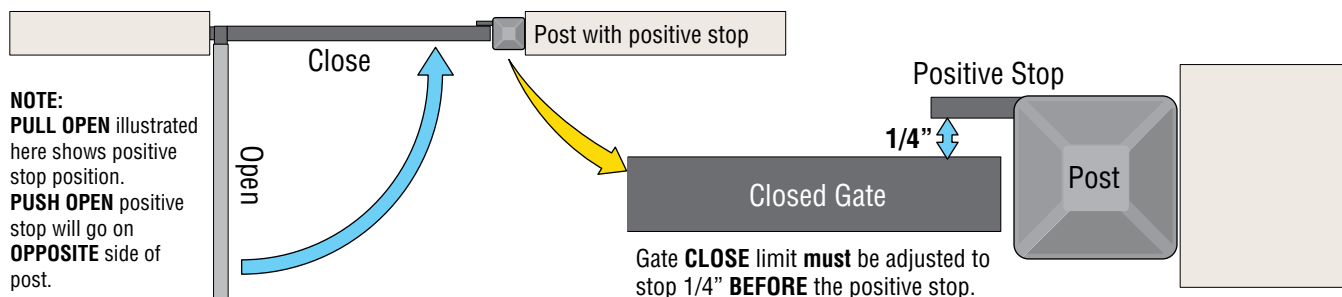 Post with positive stop
Close
Open
NOTE:
PULL OPEN illustrated
here shows positive
stop position.
PUSH OPEN positive
stop will go on
OPPOSITE side of
post.
Positive Stop
1/4”
Post
Closed Gate
Gate CLOSE limit must be adjusted to
stop 1/4” BEFORE the positive stop.